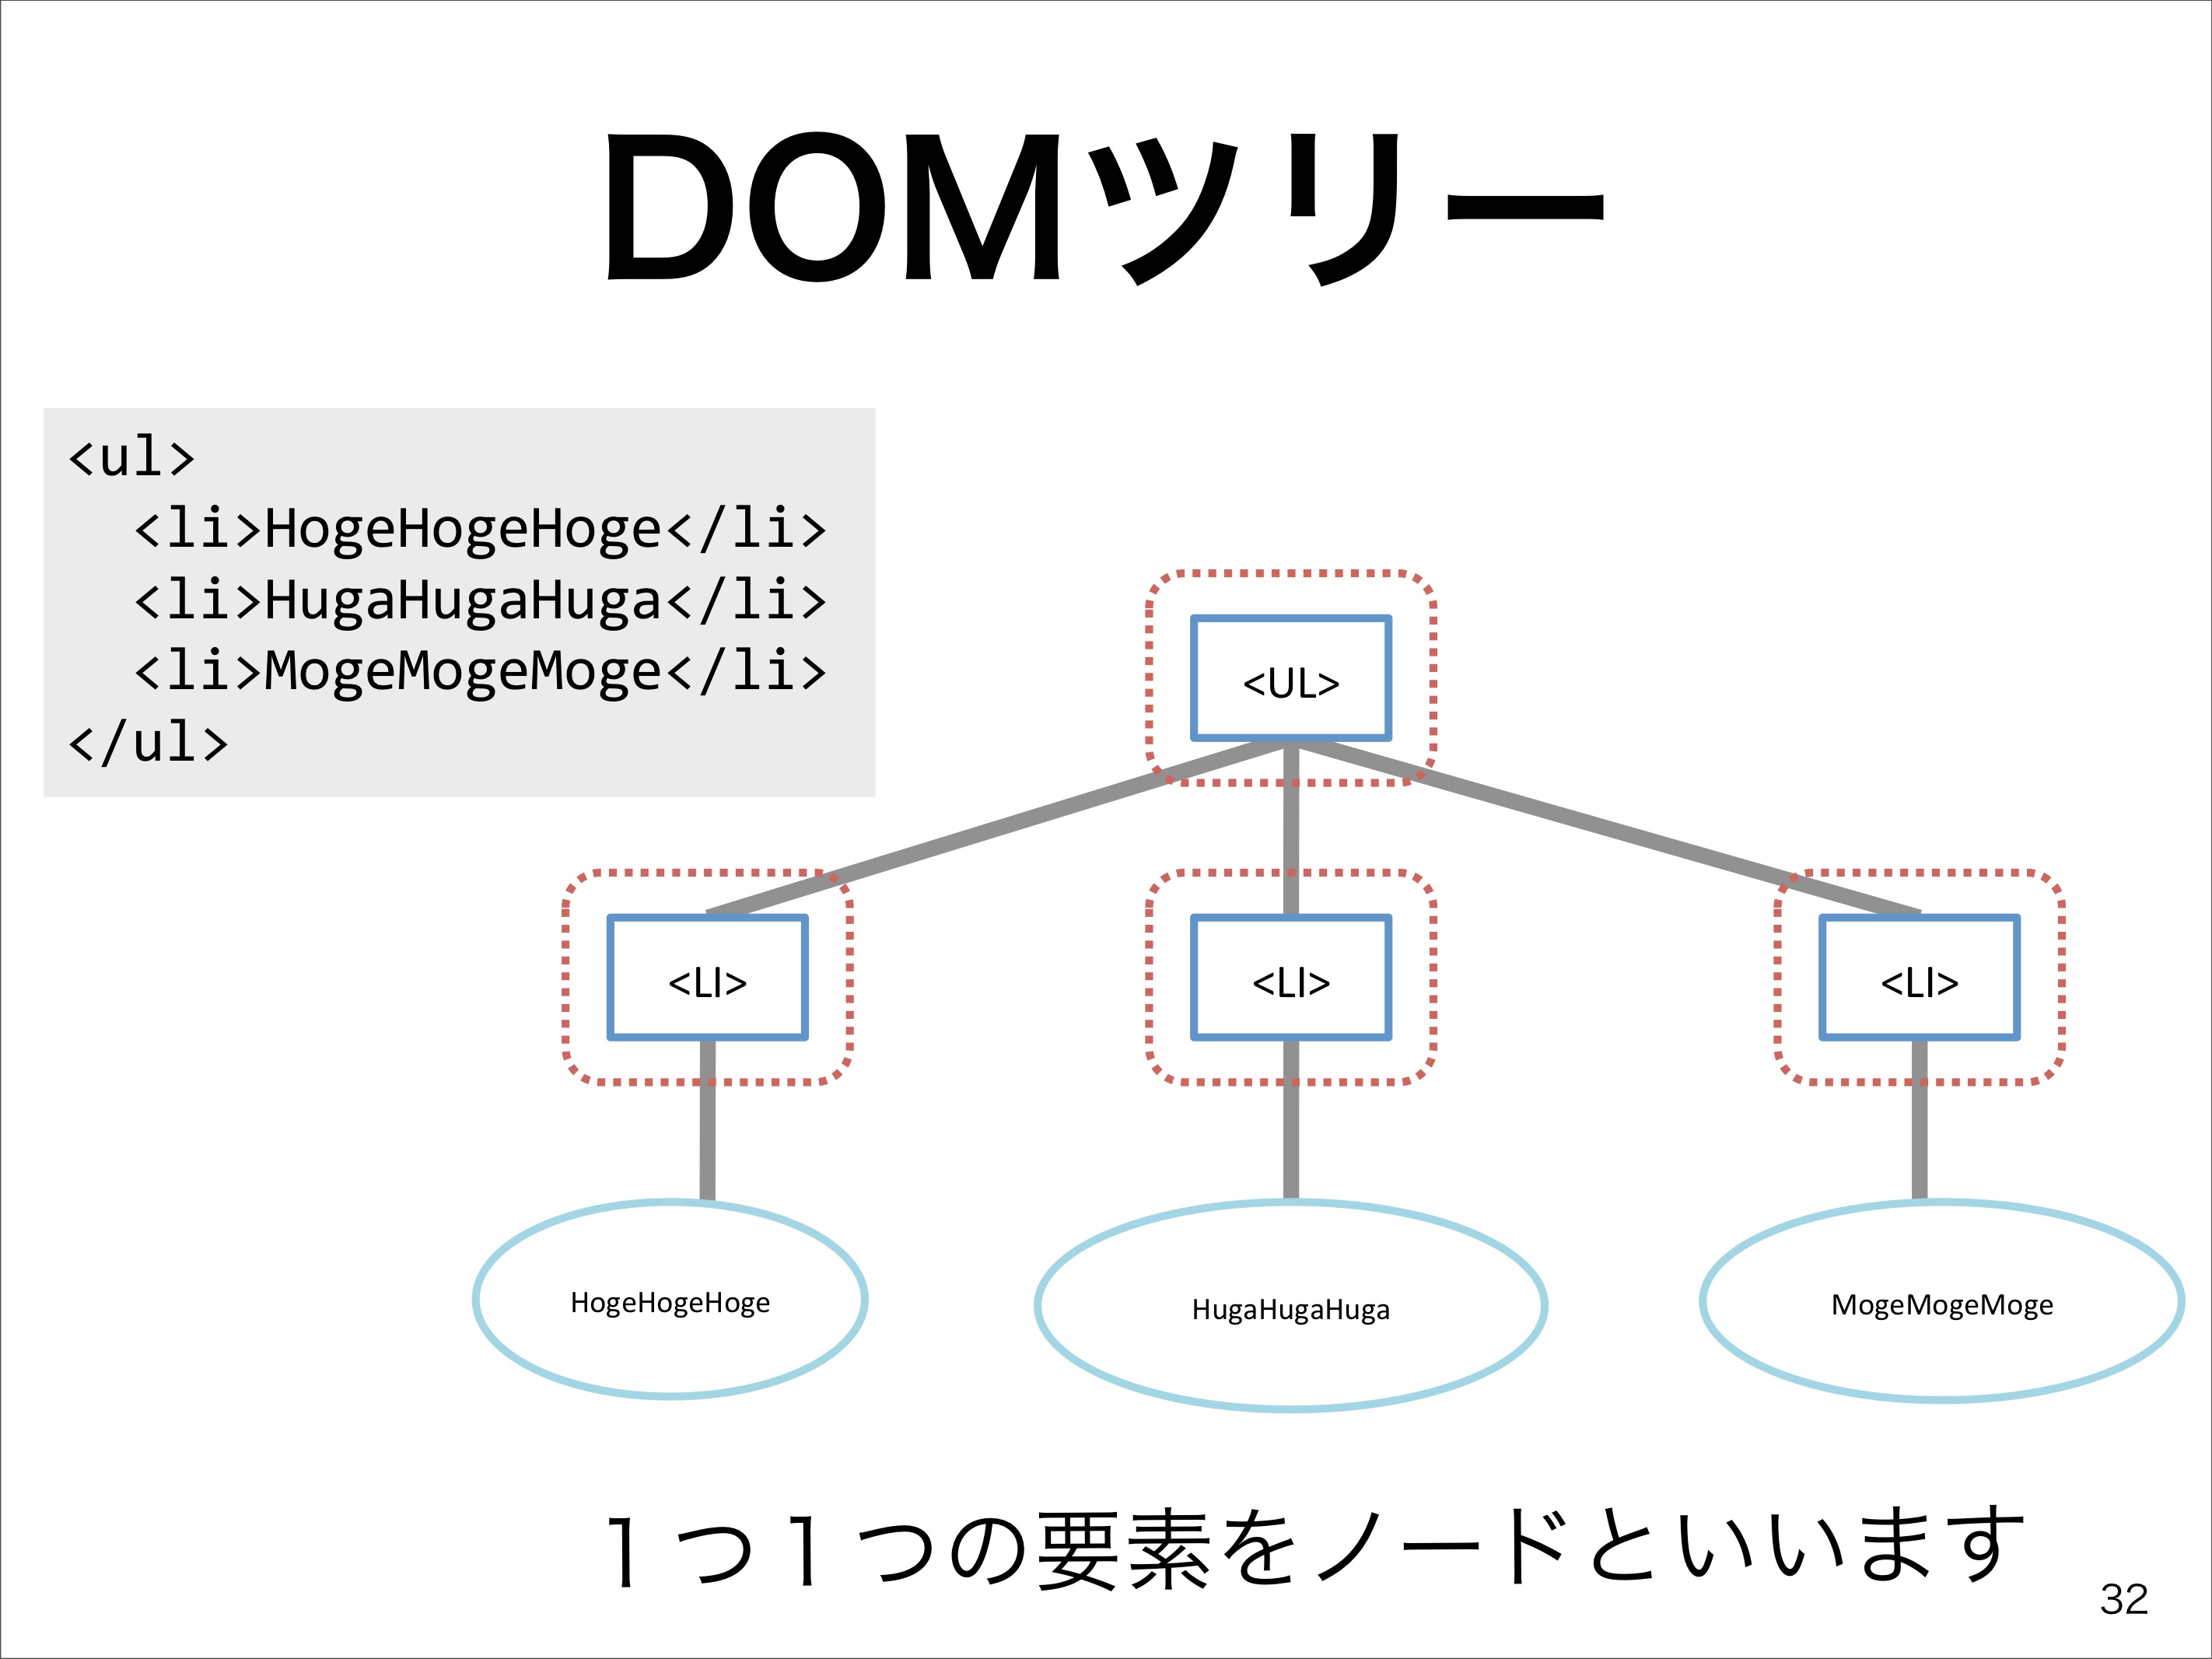 DOMツリー
<ul>
<li>HogeHogeHoge</li>
<li>HugaHugaHuga</li>
<li>MogeMogeMoge</li>
</ul>
<UL>
<LI> <LI> <LI>
HogeHogeHoge HugaHugaHuga MogeMogeMoge
１つ１つの要素をノードといいます
32